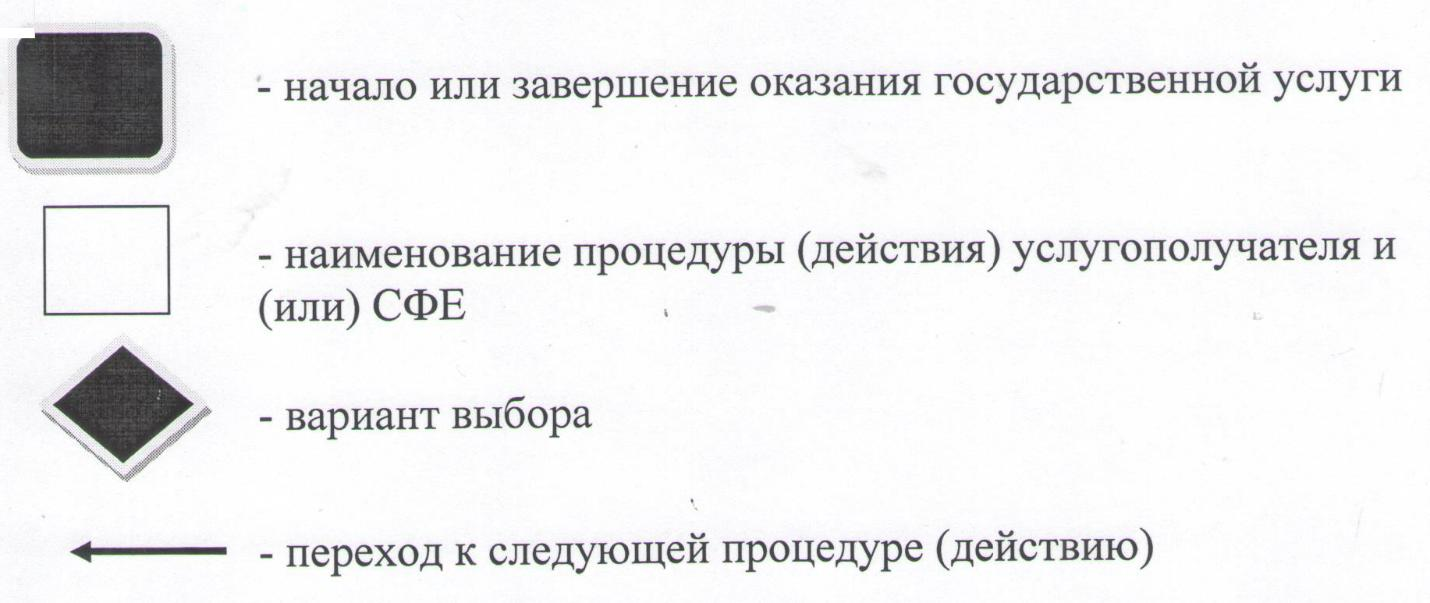 - начало или завершение оказания государственной услуги
- наименование процедуры (действия) услугополучателя и
(или) СФЕ
- вариант выбора
- переход к следующей процедуре (действию)